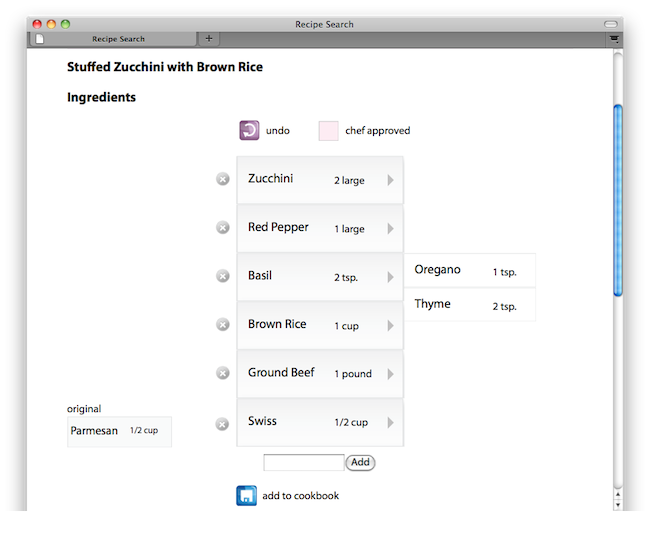 Recipe Search
Recipe Search
Stuffed Zucchini with Brown Rice
Ingredients
undo chef approved
Zucchini 2 large
Red Pepper 1 large
Basil 2 tsp.
Oregano 1 tsp.
Thyme 2 tsp.
Brown Rice 1 cup
Ground Beef 1 pound
original
Parmesan 1/2 cup
Swiss 1/2 cup
Add
add to cookbook